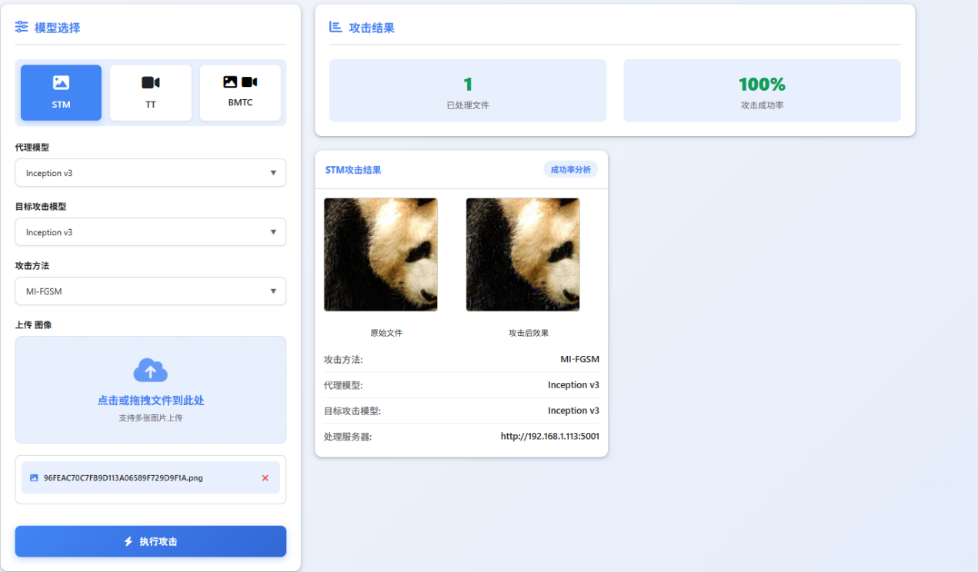 模型选择
STM
TT
BMTC
代理模型
Inception v3
目标攻击模型
Inception v3
攻击方法
MI-FGSM
上传 图像
点击或拖拽文件到此处
支持多张图片上传
96FEAC70C7FB9D113A06589F729D9F1A.png
执行攻击
攻击结果
1
已处理文件
100%
攻击成功率
STM攻击结果
成功率分析
原始文件
攻击后效果
攻击方法:
MI-FGSM
代理模型:
Inception v3
目标攻击模型:
Inception v3
处理服务器:
http://192.168.1.113:5001